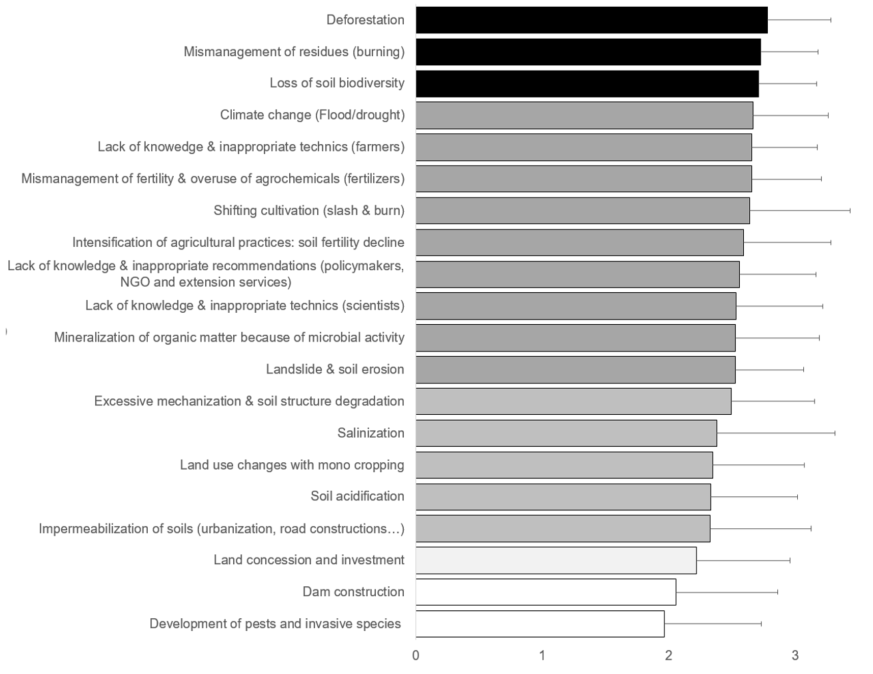 Deforestation
Mismanagement of residues (burning)
Loss of soil biodiversity
Climate change (Flood/drought)
Lack of knowedge & inappropriate technics (farmers)
Mismanagement of fertility & overuse of agrochemicals (fertilizers)
Shifting cultivation (slash & burn)
Intensification of agricultural practices: soil fertility decline
Lack of knowledge & inappropriate recommendations (policymakers,
NGO and extension services)
Lack of knowledge & inappropriate technics (scientists)
Mineralization of organic matter because of microbial activity
Landslide & soil erosion
Excessive mechanization & soil structure degradation
Salinization
Land use changes with mono cropping
Soil acidification
Impermeabilization of soils (urbanization, road constructions…)
Land concession and investment
Dam construction
Development of pests and invasive species
0 1 2 3